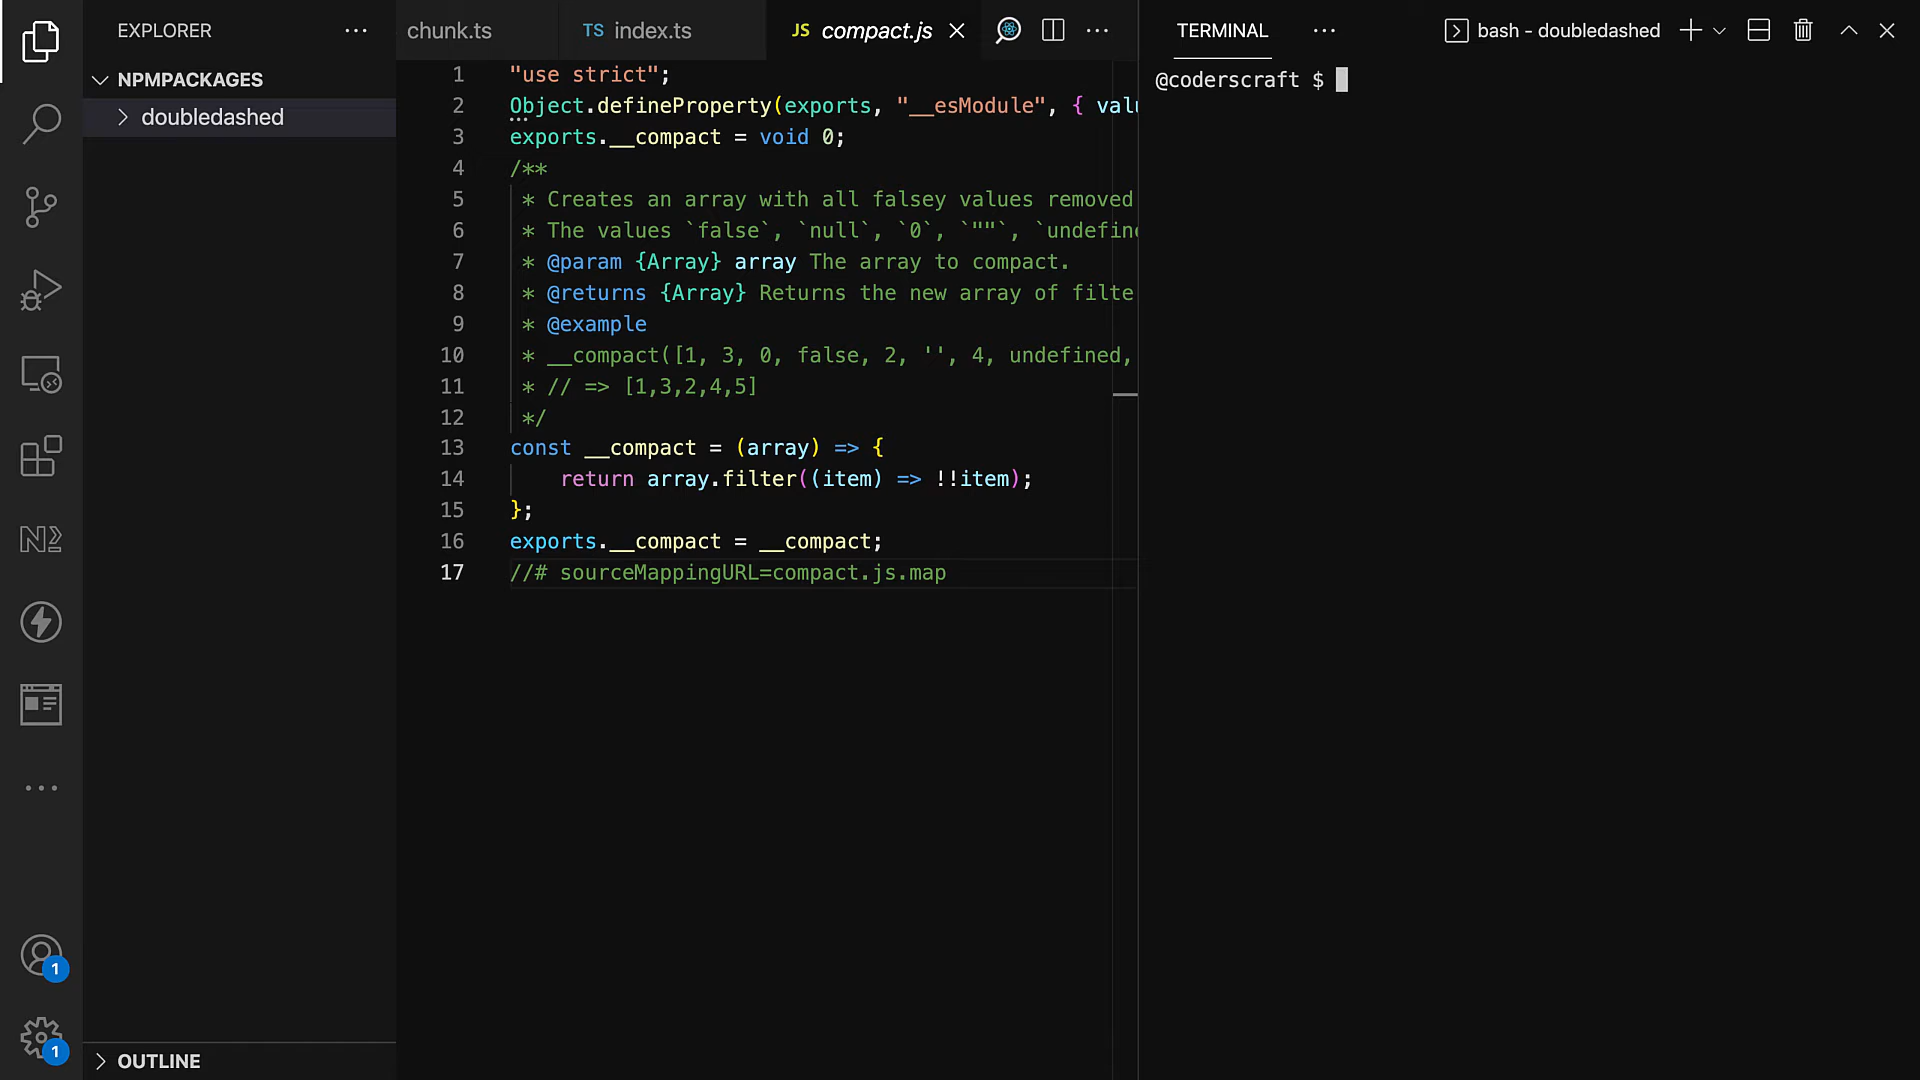 EXPLORER
NPMPACKAGES
doubledashed
OUTLINE
1
1
chunk.ts
TS index.ts
JS compact.js
1 "use strict";
2 Object.defineProperty(exports, "__esModule", { valu
3 exports.__compact = void 0;
4 /**
5 * Creates an array with all falsey values removed
6 * The values `false`, `null`, `0`, `""`, `undefine
7 * @param {Array} array The array to compact.
8 * @returns {Array} Returns the new array of filte
9 * @example
10 * __compact([1, 3, 0, false, 2, '', 4, undefined,
11 * // => [1,3,2,4,5]
12 */
13 const __compact = (array) => {
14 return array.filter((item) => !!item);
15 };
16 exports.__compact = __compact;
17 //# sourceMappingURL=compact.js.map
TERMINAL
bash - doubledashed
@coderscraft $